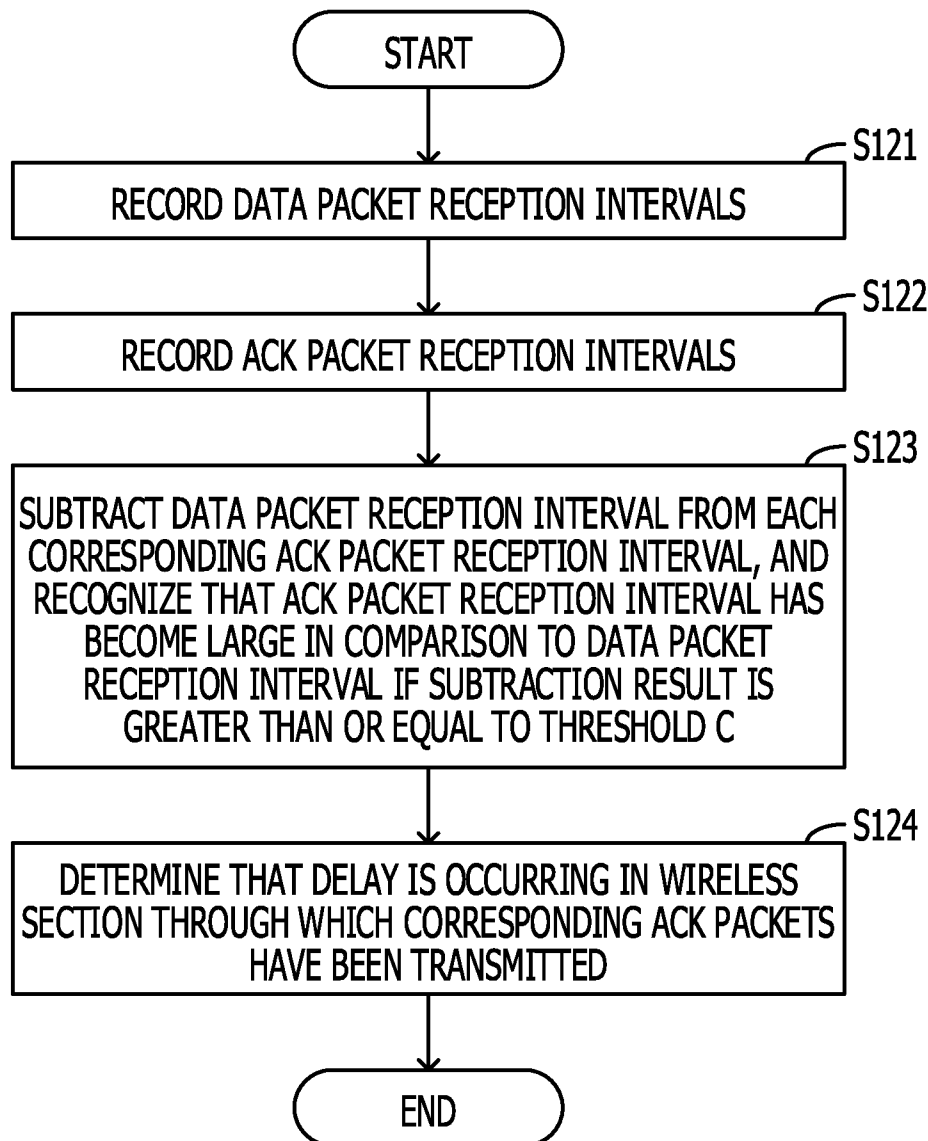 START
S121
RECORD DATA PACKET RECEPTION INTERVALS
S122
RECORD ACK PACKET RECEPTION INTERVALS
S123
SUBTRACT DATA PACKET RECEPTION INTERVAL FROM EACH
CORRESPONDING ACK PACKET RECEPTION INTERVAL, AND
RECOGNIZE THAT ACK PACKET RECEPTION INTERVAL HAS
BECOME LARGE IN COMPARISON TO DATA PACKET
RECEPTION INTERVAL IF SUBTRACTION RESULT IS
GREATER THAN OR EQUAL TO THRESHOLD C
S124
DETERMINE THAT DELAY IS OCCURRING IN WIRELESS
SECTION THROUGH WHICH CORRESPONDING ACK PACKETS
HAVE BEEN TRANSMITTED
END